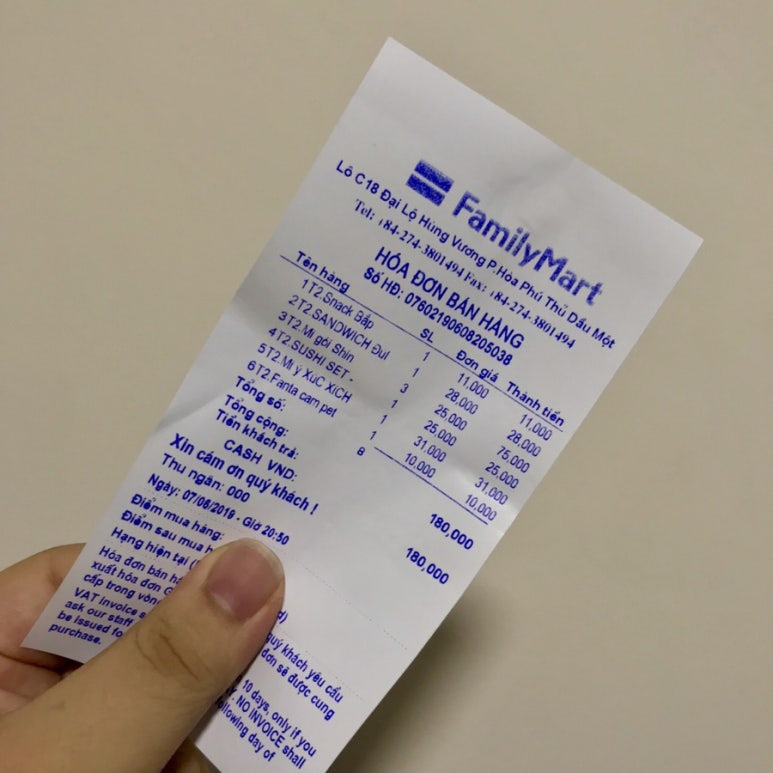 FamilyMart
Lô C18 Đại Lộ Hùng Vương P.Hòa Phú Thủ Dầu Một
Tel: +84-274-3801494 Fax: +84-274-3801494
HÓA ĐƠN BÁN HÀNG
Số HĐ: 07602190608205038
Tên hàng SL Đơn giá Thành tiền
1T2.Snack Bắp 1 11,000 11,000
2T2.SANDWICH Đùi 1 28,000 28,000
3T2.Mì gói Shin 3 25,000 75,000
4T2.SUSHI SET - 1 25,000 25,000
5T2.Mì ý XÚC XÍCH 1 31,000 31,000
6T2.Fanta cam pet 1 10,000 10,000
Tổng số: 8
Tổng cộng: 180,000
Tiền khách trả:
CASH VND: 180,000
Xin cám ơn quý khách !
Thu ngân: 000
Ngày: 07/06/2019 - Giờ 20:50
Điểm mua hàng:
Điểm sau mua
Hạng hiện tại
Hóa đơn bán quý khách yêu cầu
xuất hóa đơn đơn sẽ được cung
cấp trong vòng
VAT invoice 10 days, only if you
ask our staff NO INVOICE shall
be issued following day of
purchase.